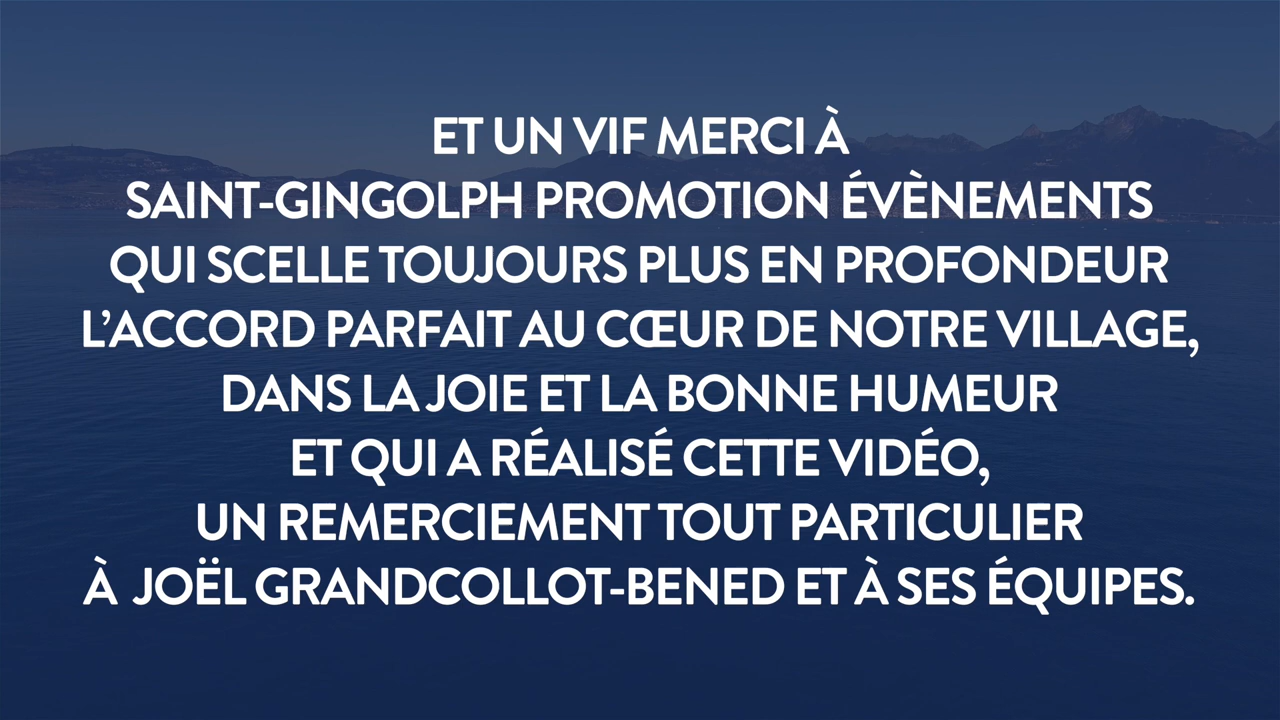 ET UN VIF MERCI À
SAINT-GINGOLPH PROMOTION ÉVÈNEMENTS
QUI SCELLE TOUJOURS PLUS EN PROFONDEUR
L’ACCORD PARFAIT AU CŒUR DE NOTRE VILLAGE,
DANS LA JOIE ET LA BONNE HUMEUR
ET QUI A RÉALISÉ CETTE VIDÉO,
UN REMERCIEMENT TOUT PARTICULIER
À JOËL GRANDCOLLOT-BENED ET À SES ÉQUIPES.